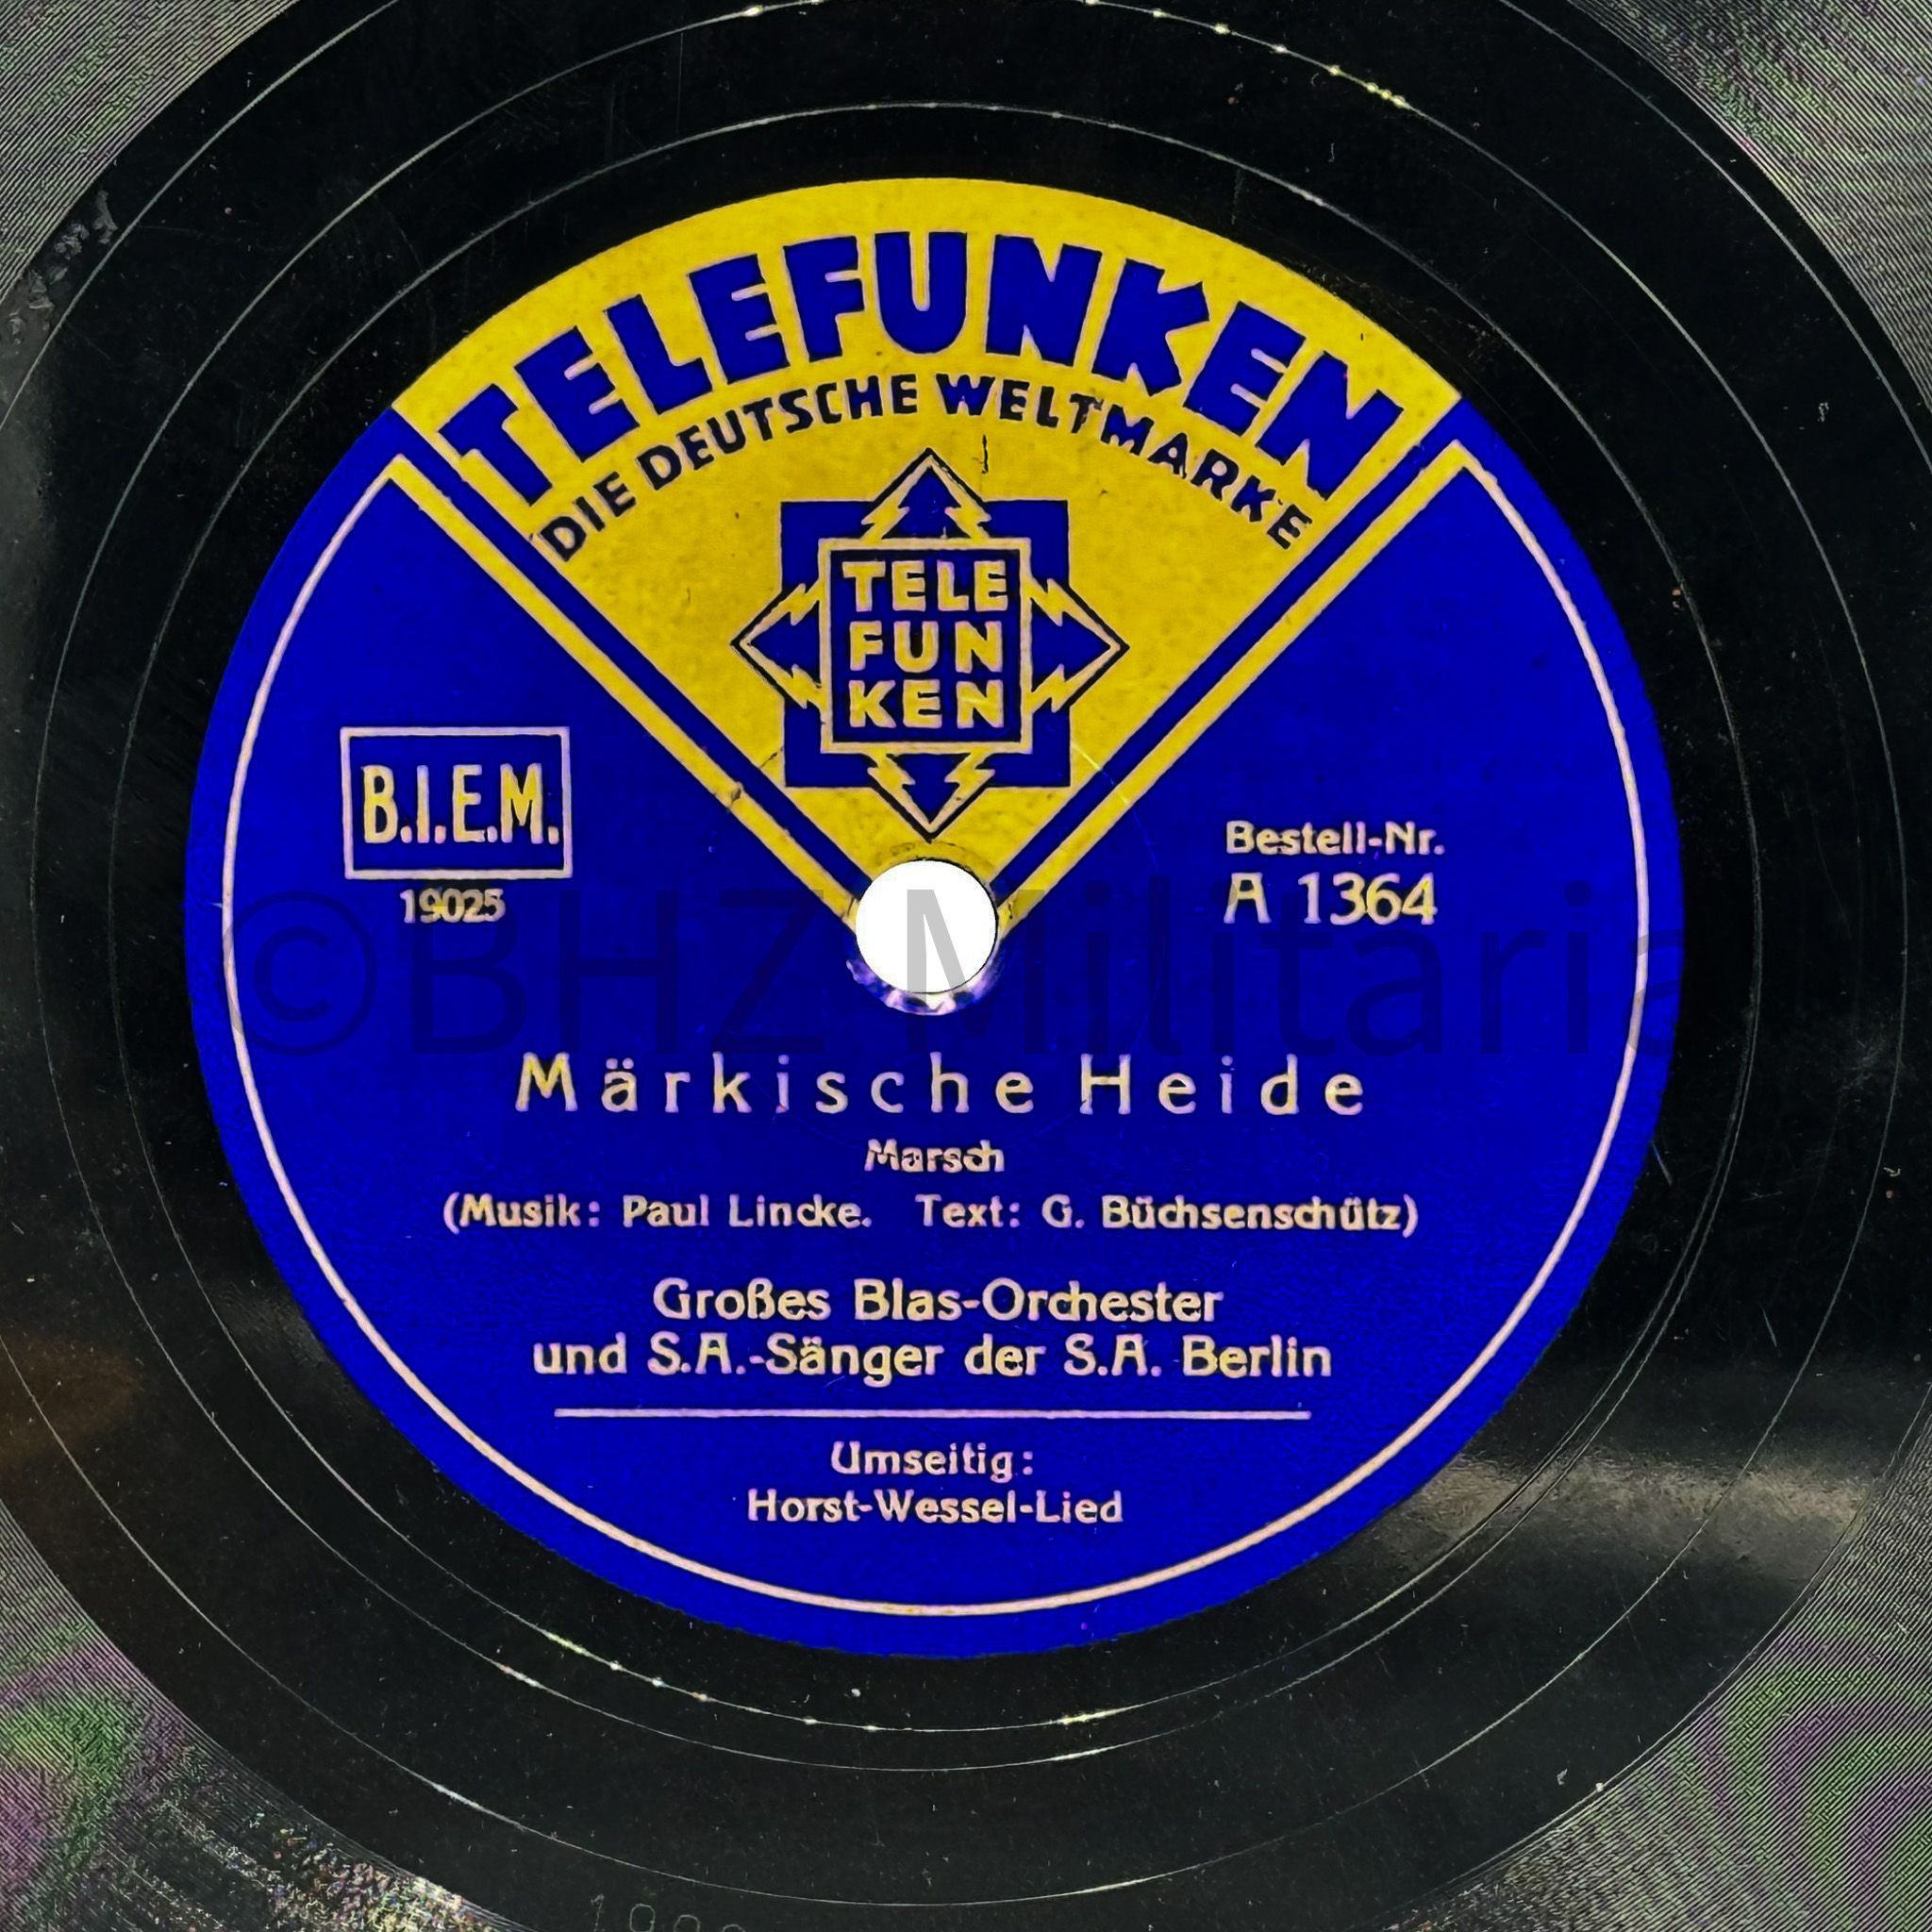 TELEFUNKEN
DIE DEUTSCHE WELTMARKE
TELE
FUN
KEN
B.I.E.M.
19025
Bestell-Nr.
A 1364
©BHZ Militaria
Märkische Heide
Marsch
(Musik: Paul Lincke. Text: G. Büchsenschütz)
Großes Blas-Orchester
und S.A.-Sänger der S.A. Berlin
Umseitig:
Horst-Wessel-Lied